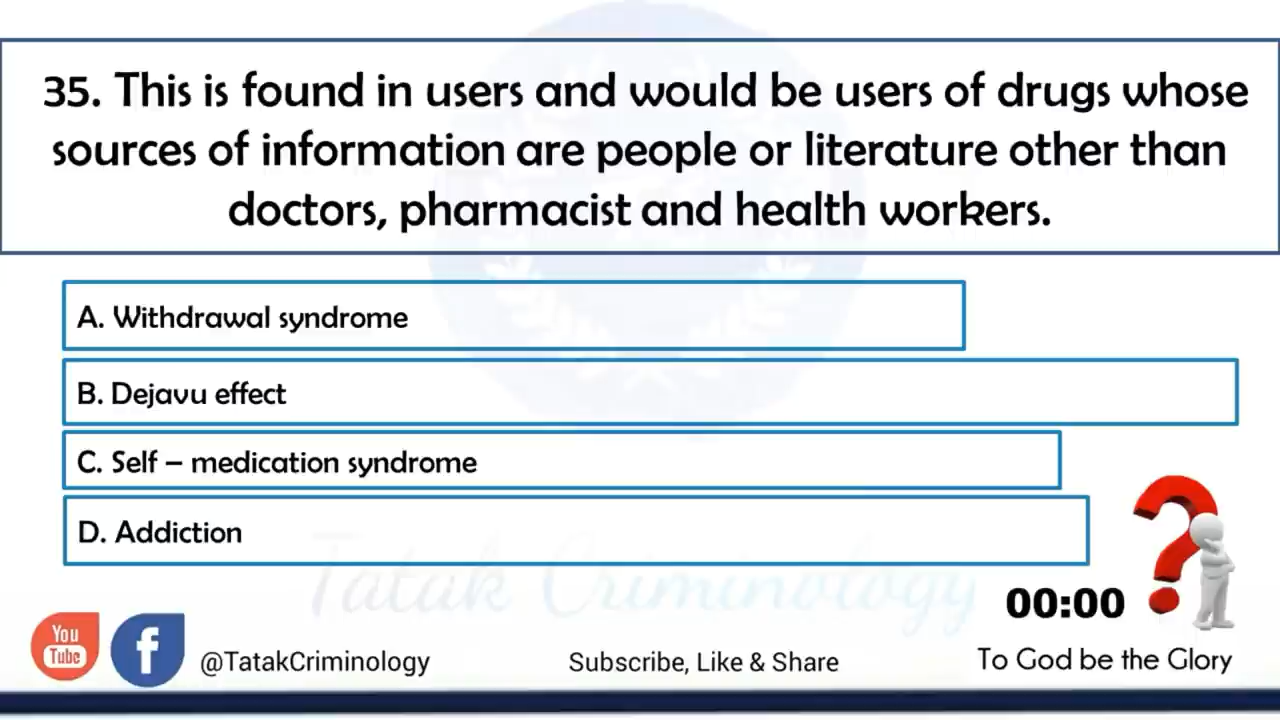 35. This is found in users and would be users of drugs whose
sources of information are people or literature other than
doctors, pharmacist and health workers.
A. Withdrawal syndrome
B. Dejavu effect
C. Self – medication syndrome
D. Addiction
Tatak Criminology
00:00
You
Tube
f
@TatakCriminology
Subscribe, Like & Share
To God be the Glory